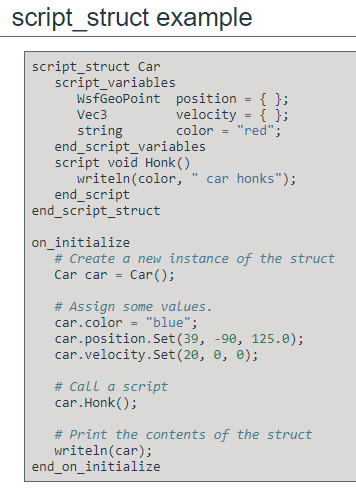 script_struct example
script_struct Car
script_variables
WsfGeoPoint position = { };
Vec3 velocity = { };
string color = "red";
end_script_variables
script void Honk()
writeln(color, " car honks");
end_script
end_script_struct
on_initialize
# Create a new instance of the struct
Car car = Car();
# Assign some values.
car.color = "blue";
car.position.Set(39, -90, 125.0);
car.velocity.Set(20, 0, 0);
# Call a script
car.Honk();
# Print the contents of the struct
writeln(car);
end_on_initialize